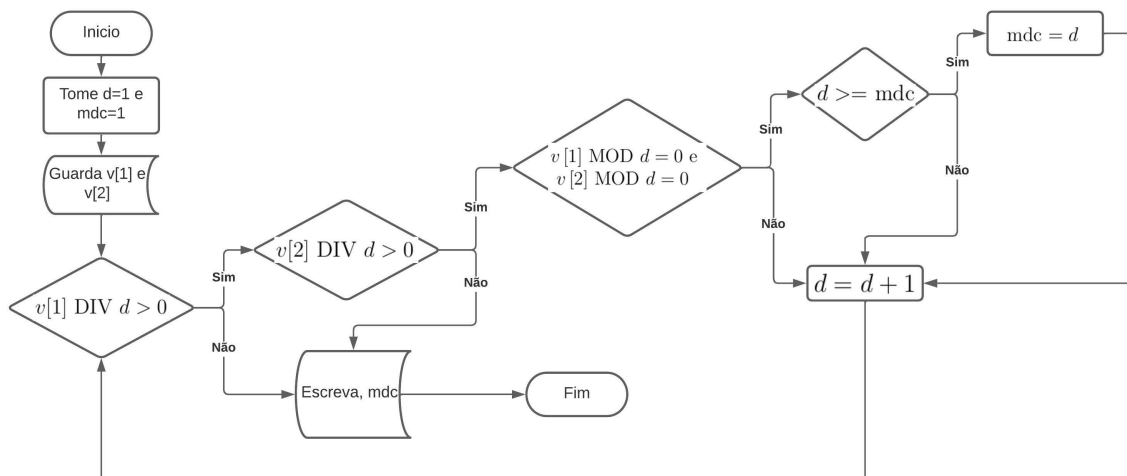 Inicio
Tome d=1 e
mdc=1
Guarda v[1] e
v[2]
v[1] DIV d > 0
Sim
Não
v[2] DIV d > 0
Sim
Não
Escreva, mdc
Fim
v[1] MOD d = 0 e
v[2] MOD d = 0
Sim
Não
d >= mdc
Sim
Não
mdc = d
d = d + 1